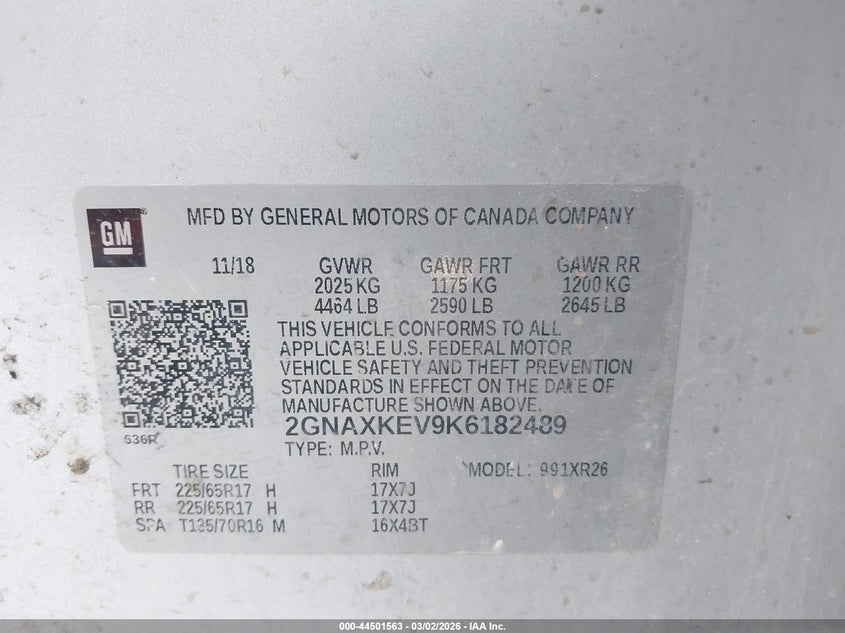 GM
MFD BY GENERAL MOTORS OF CANADA COMPANY
11/18 GVWR GAWR FRT GAWR RR
2025 KG 1175 KG 1200 KG
4464 LB 2590 LB 2645 LB
THIS VEHICLE CONFORMS TO ALL
APPLICABLE U.S. FEDERAL MOTOR
VEHICLE SAFETY AND THEFT PREVENTION
STANDARDS IN EFFECT ON THE DATE OF
MANUFACTURE SHOWN ABOVE.
636R
2GNAXKEV9K6182489
TYPE: M.P.V.
TIRE SIZE RIM MODEL: 991XR26
FRT 225/65R17 H 17X7J
RR 225/65R17 H 17X7J
SPA T135/70R16 M 16X4BT
000-44501563 - 03/02/2026 - IAA Inc.